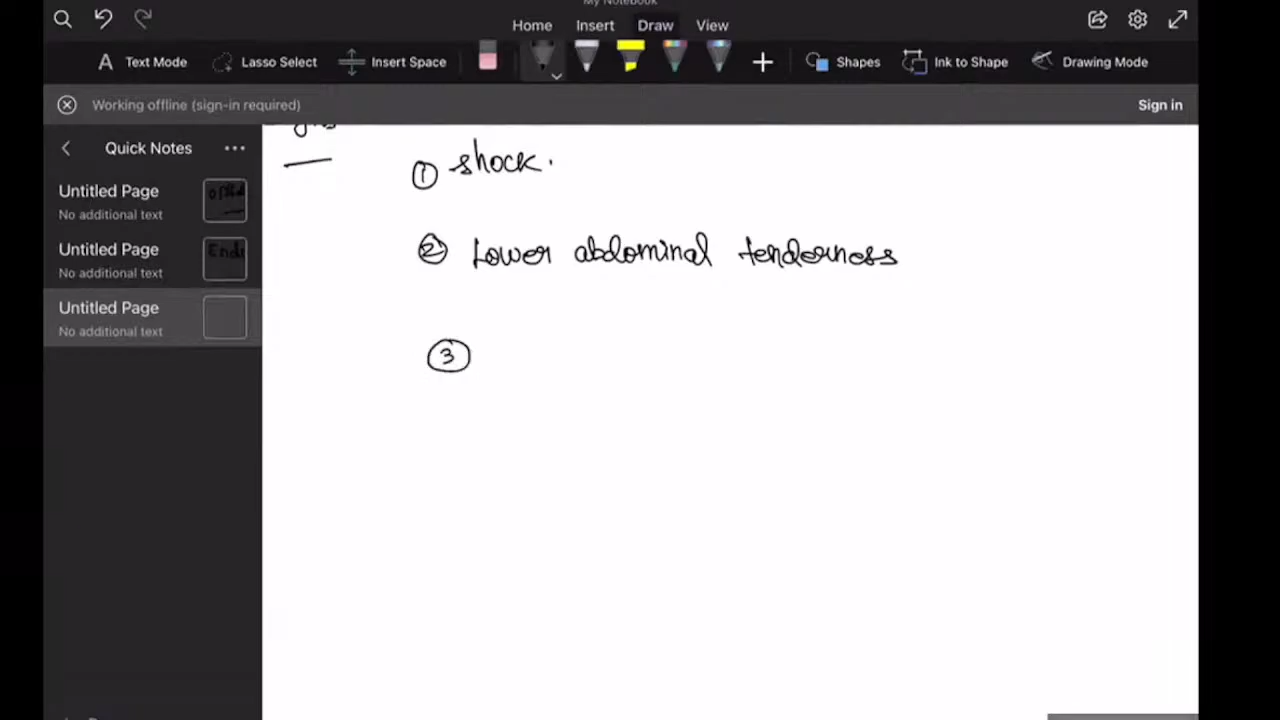 My Notebook
Home Insert Draw View
Text Mode Lasso Select Insert Space Shapes Ink to Shape Drawing Mode
Working offline (sign-in required) Sign in
Quick Notes
Untitled Page
No additional text
Untitled Page
No additional text
Untitled Page
No additional text
① shock.
② Lower abdominal tenderness
③